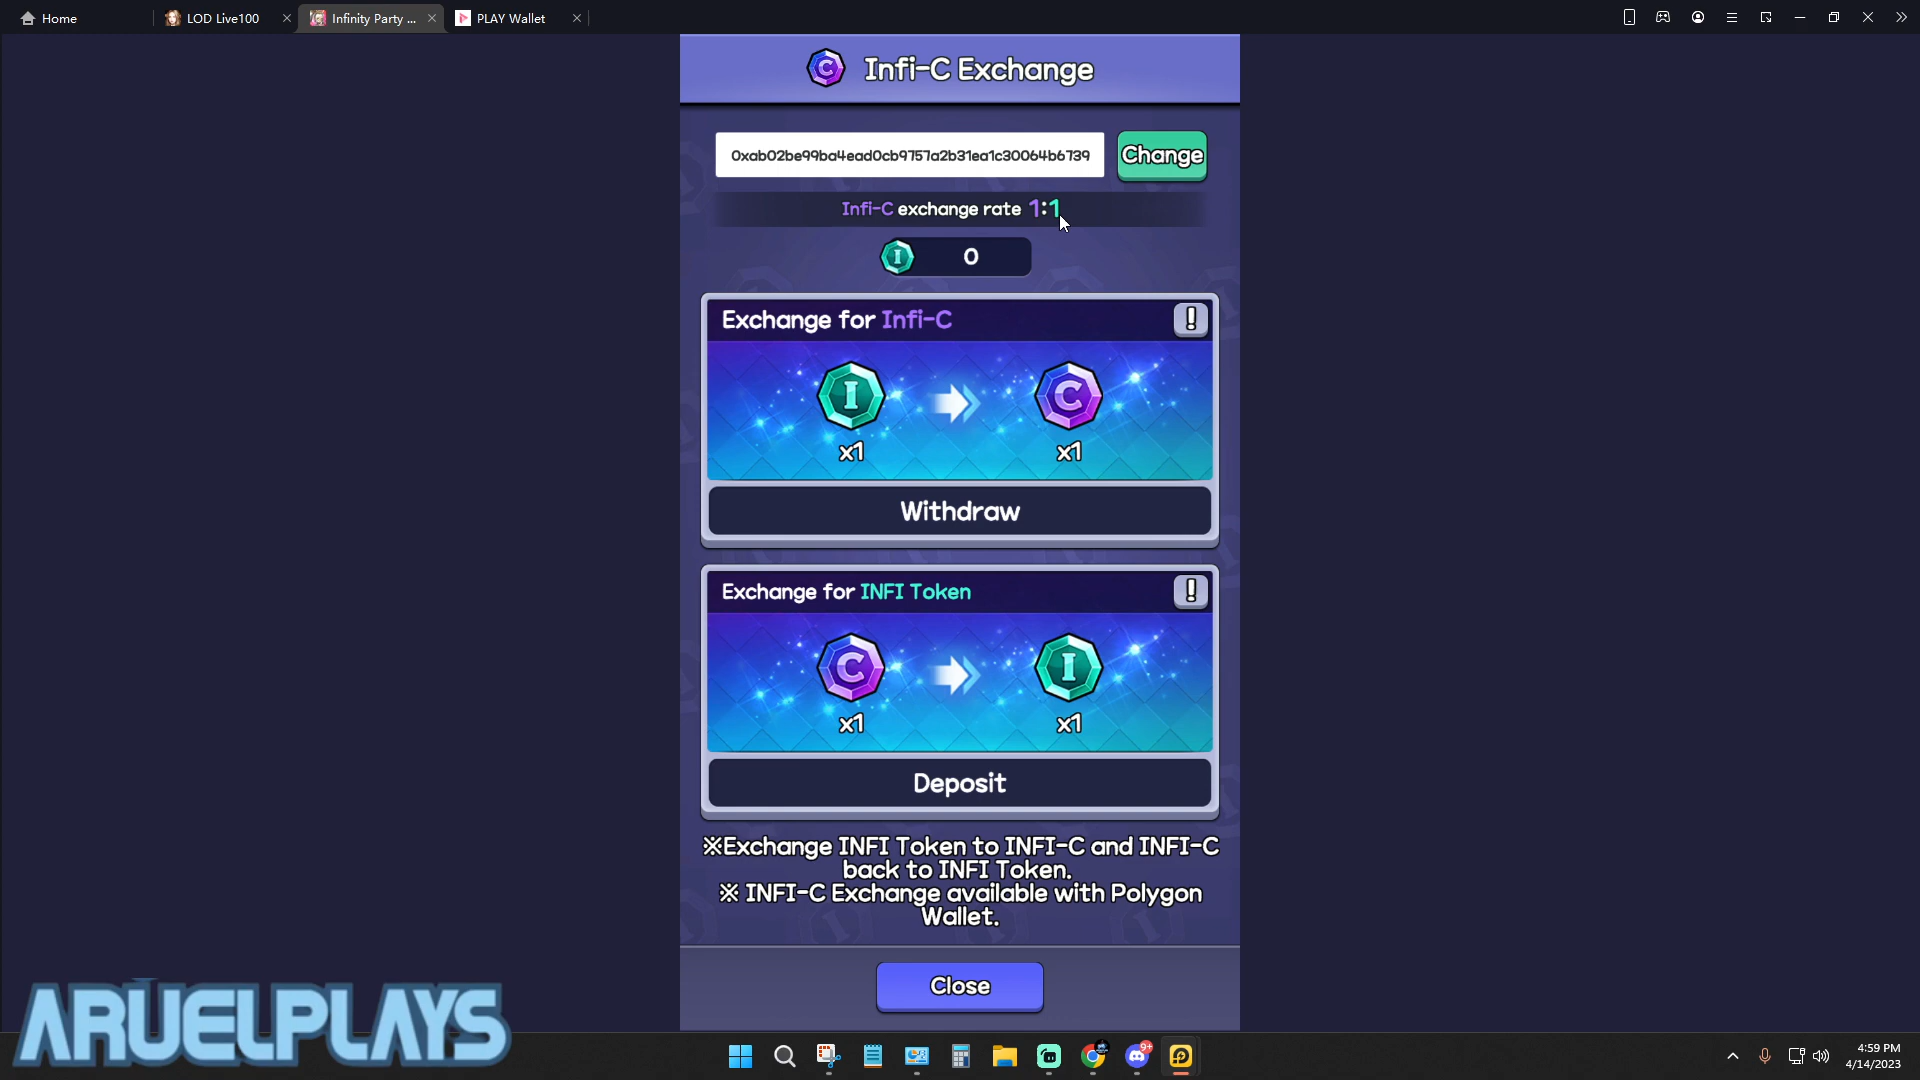 Home
LOD Live100
Infinity Party ...
PLAY Wallet
C Infi-C Exchange
0xab02be99ba4ead0cb9757a2b31ea1c30064b6739
Change
Infi-C exchange rate 1:1
I 0
Exchange for Infi-C !
I C
x1 x1
Withdraw
Exchange for INFI Token !
C I
x1 x1
Deposit
※Exchange INFI Token to INFI-C and INFI-C
back to INFI Token.
※ INFI-C Exchange available with Polygon
Wallet.
Close
ARUELPLAYS
9+
4:59 PM
4/14/2023